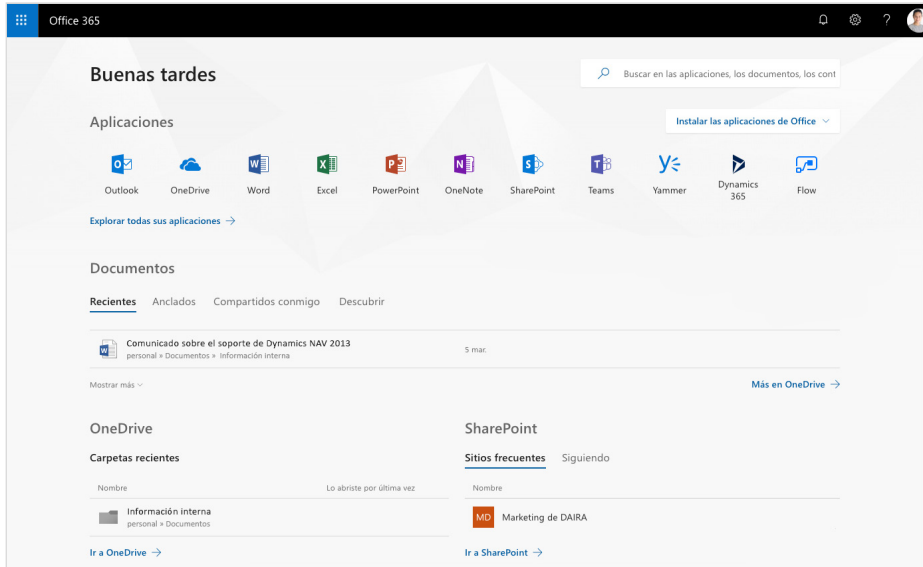 Office 365
?
Buenas tardes
Buscar en las aplicaciones, los documentos, los cont
Aplicaciones
Instalar las aplicaciones de Office
Outlook
OneDrive
Word
Excel
PowerPoint
OneNote
SharePoint
Teams
Yammer
Dynamics
365
Flow
Explorar todas sus aplicaciones →
Documentos
Recientes Anclados Compartidos conmigo Descubrir
Comunicado sobre el soporte de Dynamics NAV 2013
personal » Documentos » Información interna
5 mar.
Mostrar más
Más en OneDrive →
OneDrive
Carpetas recientes
Nombre Lo abriste por última vez
Información interna
personal » Documentos
Ir a OneDrive →
SharePoint
Sitios frecuentes Siguiendo
Nombre
MD Marketing de DAIRA
Ir a SharePoint →